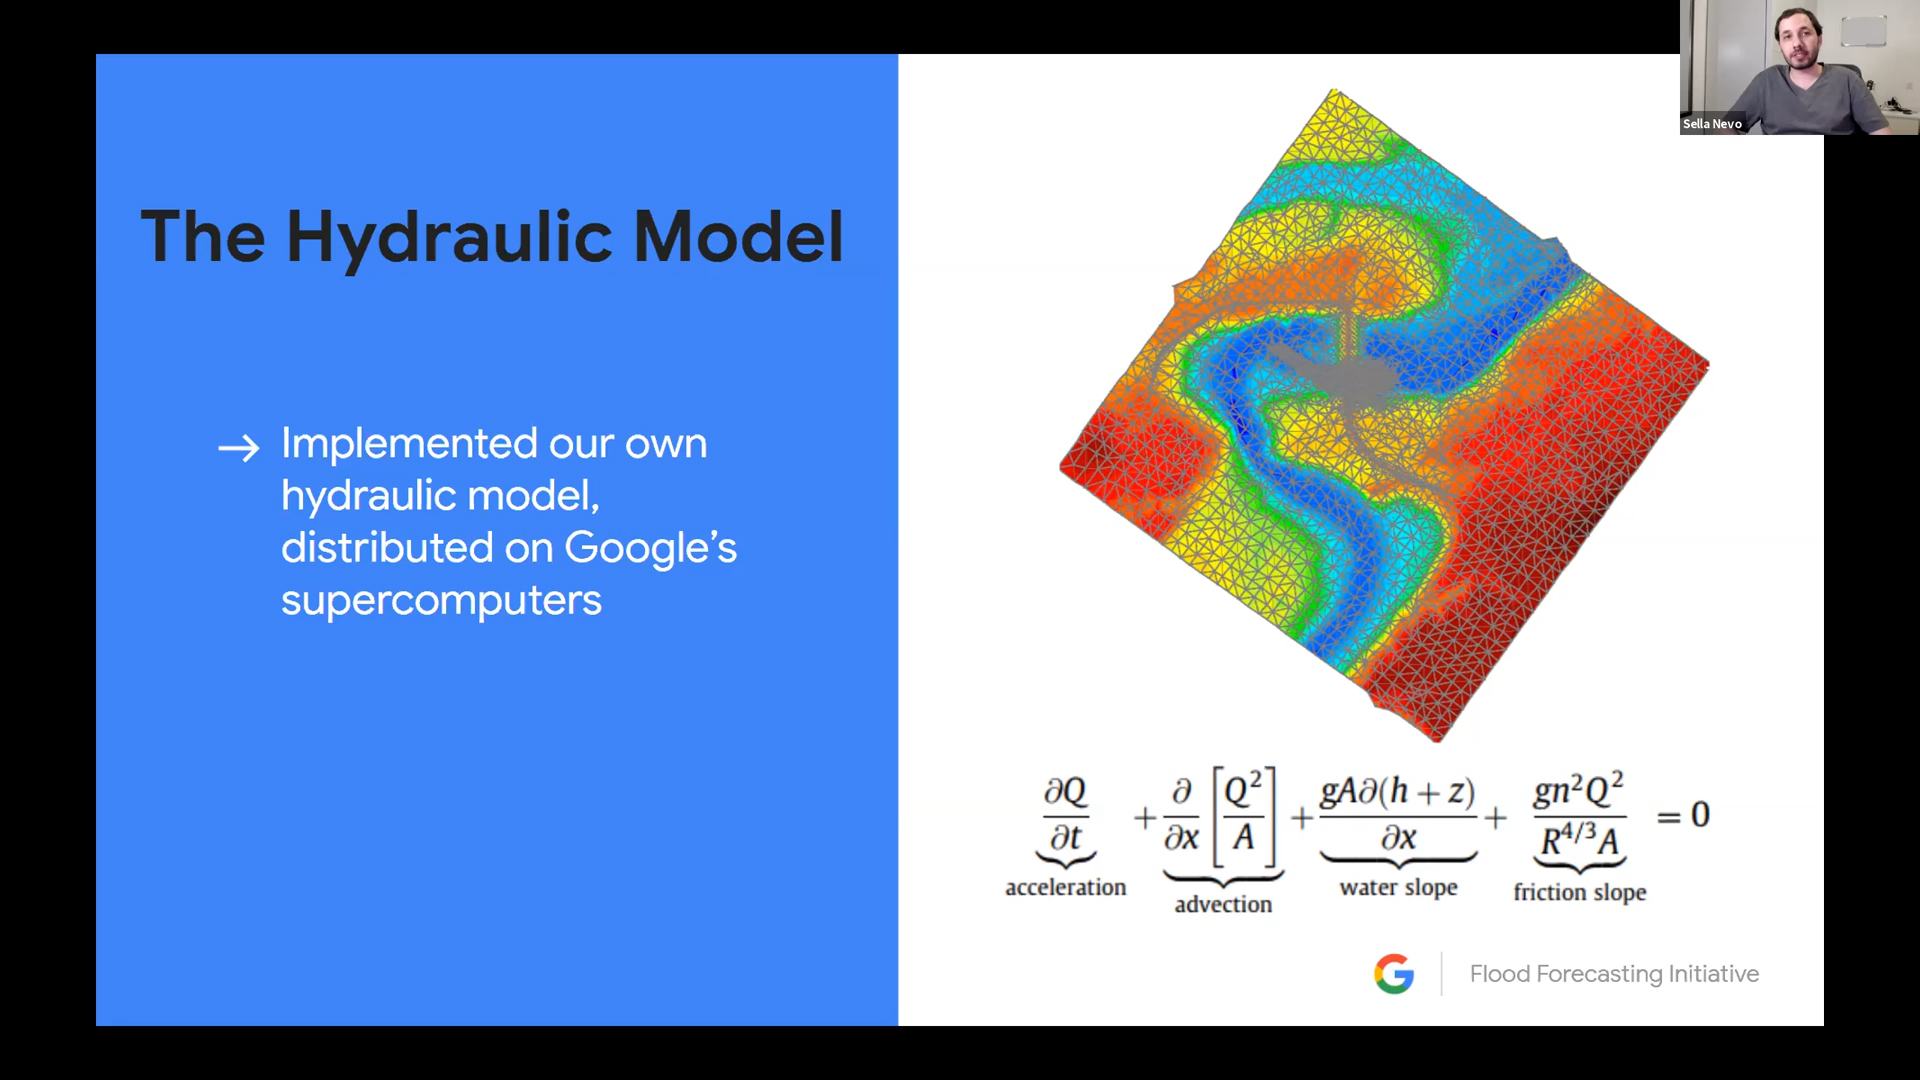 Sella Nevo
The Hydraulic Model
→ Implemented our own
hydraulic model,
distributed on Google's
supercomputers
∂Q/∂t + ∂/∂x [Q²/A] + gA∂(h + z)/∂x + gn²Q²/R^4/3 A = 0
acceleration advection water slope friction slope
G Flood Forecasting Initiative